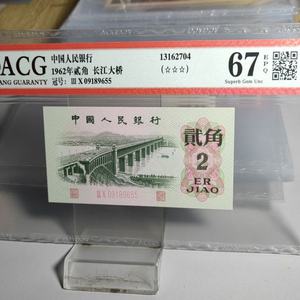 ACG
ANG GUARANTY
中国人民银行
1962年贰角 长江大桥
冠号: III X 09189655
13162704
(☆☆☆)
67 EPQ
Superb Gem Unc
中國人民銀行
貳角
2
ER
JIAO
III X 09189655